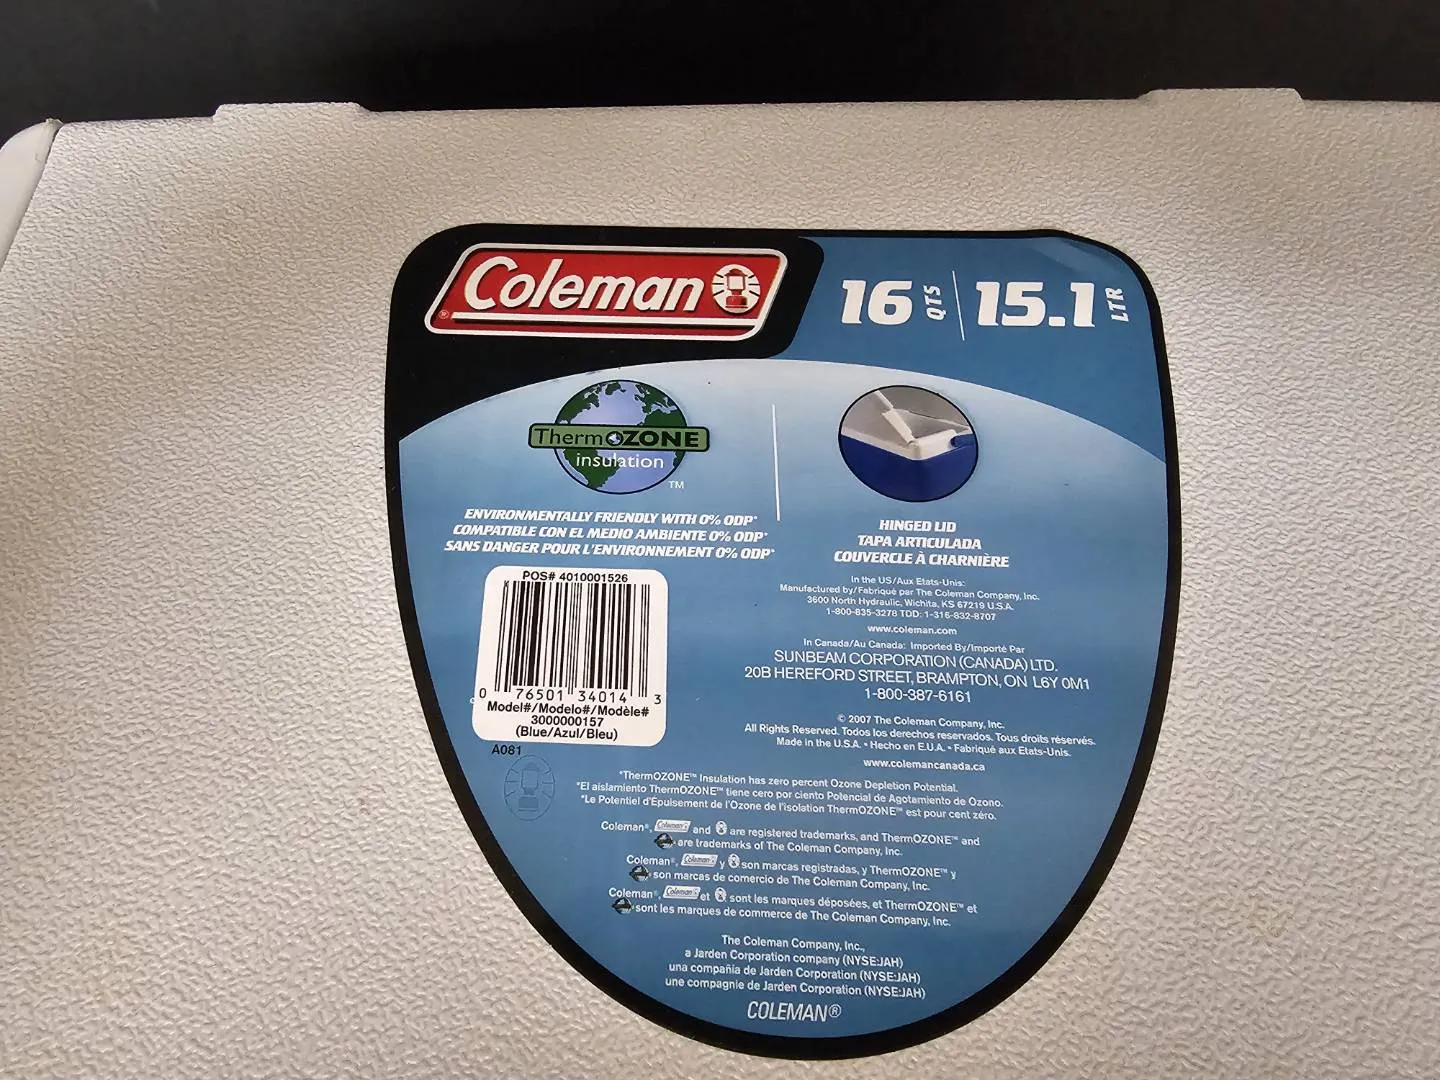 Coleman®
16 QTS | 15.1 LTR
ThermOZONE
insulation
TM
ENVIRONMENTALLY FRIENDLY WITH 0% ODP*
COMPATIBLE CON EL MEDIO AMBIENTE 0% ODP*
SANS DANGER POUR L'ENVIRONNEMENT 0% ODP*
HINGED LID
TAPA ARTICULADA
COUVERCLE À CHARNIÈRE
POS# 4010001526
0 76501 34014 3
Model#/Modelo#/Modèle#
3000000157
(Blue/Azul/Bleu)
A081
In the US/Aux Etats-Unis:
Manufactured by/Fabriqué par The Coleman Company, Inc.
3600 North Hydraulic, Wichita, KS 67219 U.S.A.
1-800-835-3278 TDD: 1-316-832-8707
www.coleman.com
In Canada/Au Canada: Imported By/Importé Par
SUNBEAM CORPORATION (CANADA) LTD.
20B HEREFORD STREET, BRAMPTON, ON L6Y 0M1
1-800-387-6161
© 2007 The Coleman Company, Inc.
All Rights Reserved. Todos los derechos reservados. Tous droits réservés.
Made in the U.S.A. • Hecho en E.U.A. • Fabriqué aux Etats-Unis.
www.colemancanada.ca
*ThermOZONE™ Insulation has zero percent Ozone Depletion Potential.
*El aislamiento ThermOZONE™ tiene cero por ciento Potencial de Agotamiento de Ozono.
*Le Potentiel d'Épuisement de l'Ozone de l'isolation ThermOZONE™ est pour cent zéro.
Coleman®, Coleman and are registered trademarks, and ThermOZONE™ and
are trademarks of The Coleman Company, Inc.
Coleman®, Coleman y son marcas registradas, y ThermOZONE™ y
son marcas de comercio de The Coleman Company, Inc.
Coleman®, Coleman et sont les marques déposées, et ThermOZONE™ et
sont les marques de commerce de The Coleman Company, Inc.
The Coleman Company, Inc.,
a Jarden Corporation company (NYSE:JAH)
una compañia de Jarden Corporation (NYSE:JAH)
une compagnie de Jarden Corporation (NYSE:JAH)
COLEMAN®